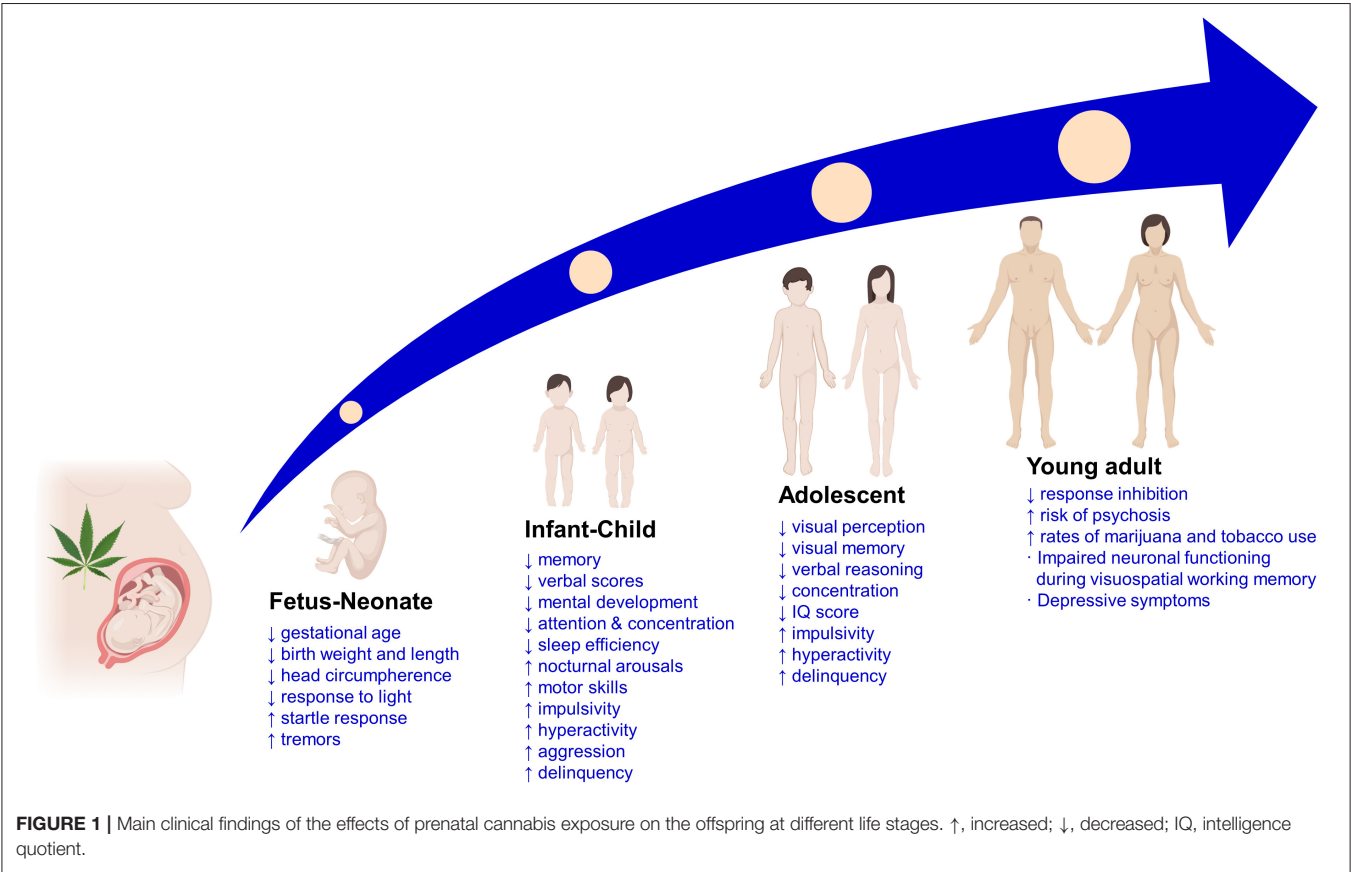 Fetus-Neonate
↓ gestational age
↓ birth weight and length
↓ head circumpherence
↓ response to light
↑ startle response
↑ tremors
Infant-Child
↓ memory
↓ verbal scores
↓ mental development
↓ attention & concentration
↓ sleep efficiency
↑ nocturnal arousals
↑ motor skills
↑ impulsivity
↑ hyperactivity
↑ aggression
↑ delinquency
Adolescent
↓ visual perception
↓ visual memory
↓ verbal reasoning
↓ concentration
↓ IQ score
↑ impulsivity
↑ hyperactivity
↑ delinquency
Young adult
↓ response inhibition
↑ risk of psychosis
↑ rates of marijuana and tobacco use
· Impaired neuronal functioning
during visuospatial working memory
· Depressive symptoms
FIGURE 1 | Main clinical findings of the effects of prenatal cannabis exposure on the offspring at different life stages. ↑, increased; ↓, decreased; IQ, intelligence
quotient.